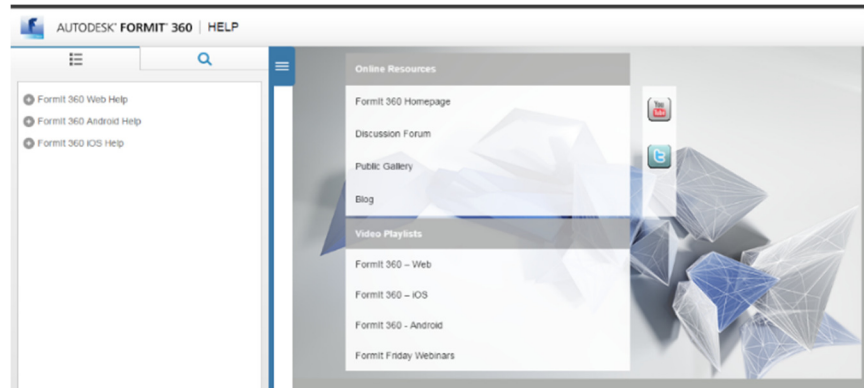 AUTODESK® FORMIT® 360 | HELP
FormIt 360 Web Help
FormIt 360 Android Help
FormIt 360 iOS Help
Online Resources
FormIt 360 Homepage
Discussion Forum
Public Gallery
Blog
You Tube
Video Playlists
FormIt 360 – Web
FormIt 360 – iOS
FormIt 360 - Android
FormIt Friday Webinars